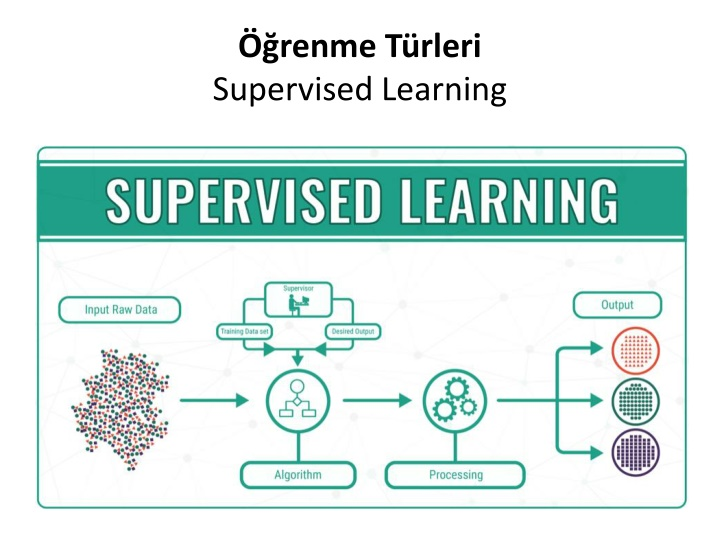 Öğrenme Türleri
Supervised Learning
SUPERVISED LEARNING
Supervisor
Input Raw Data
Output
Training Data set
Desired Output
Algorithm
Processing